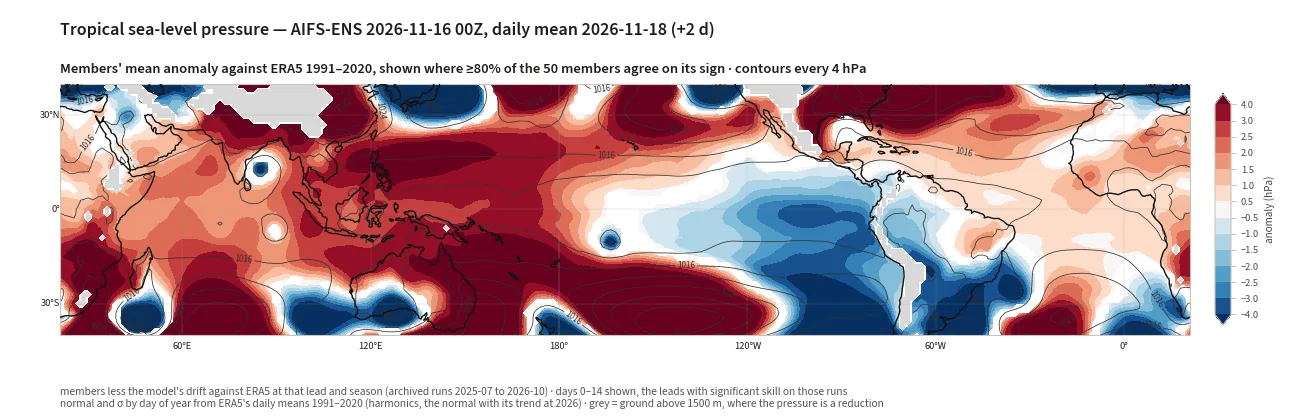 Tropical sea-level pressure — AIFS-ENS 2026-11-16 00Z, daily mean 2026-11-18 (+2 d)
Members' mean anomaly against ERA5 1991–2020, shown where ≥80% of the 50 members agree on its sign · contours every 4 hPa
30°N
0°
30°S
60°E
120°E
180°
120°W
60°W
0°
1016
1016
1016
1024
1016
1016
1016
1016
1016
1016
1016
1016
1016
4.0
3.0
2.5
2.0
1.5
1.0
0.5
−0.5
−1.0
−1.5
−2.0
−2.5
−3.0
−4.0
anomaly (hPa)
members less the model's drift against ERA5 at that lead and season (archived runs 2025-07 to 2026-10) · days 0–14 shown, the leads with significant skill on those runs
normal and σ by day of year from ERA5's daily means 1991–2020 (harmonics, the normal with its trend at 2026) · grey = ground above 1500 m, where the pressure is a reduction